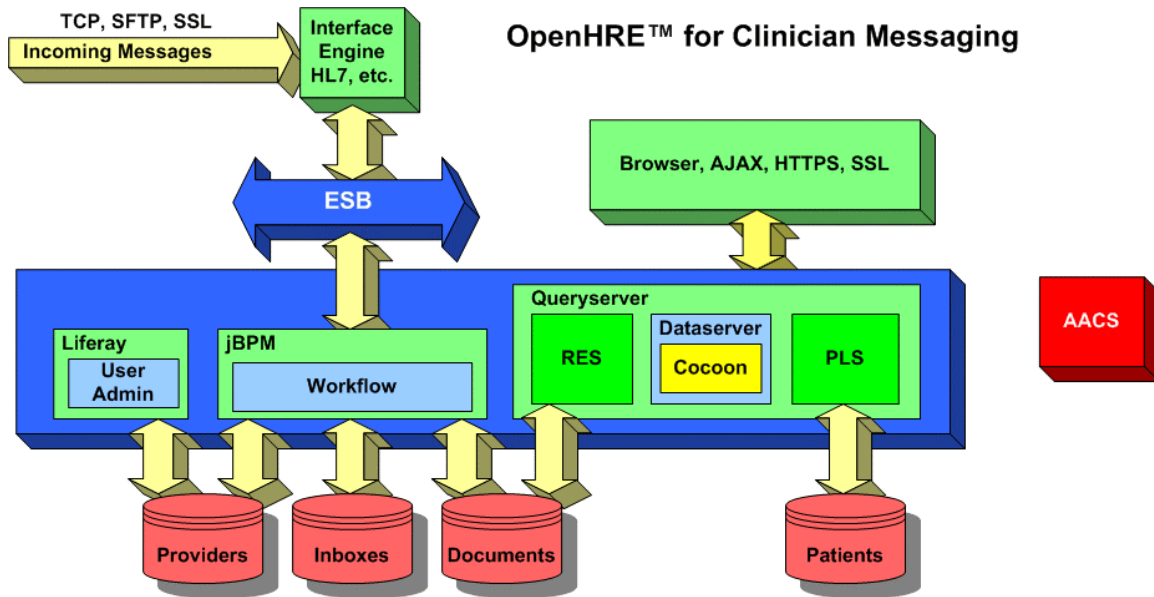 TCP, SFTP, SSL
Incoming Messages
Interface
Engine
HL7, etc.
OpenHRE™ for Clinician Messaging
Browser, AJAX, HTTPS, SSL
ESB
AACS
Queryserver
Liferay
User
Admin
jBPM
Workflow
RES
Dataserver
Cocoon
PLS
Providers
Inboxes
Documents
Patients